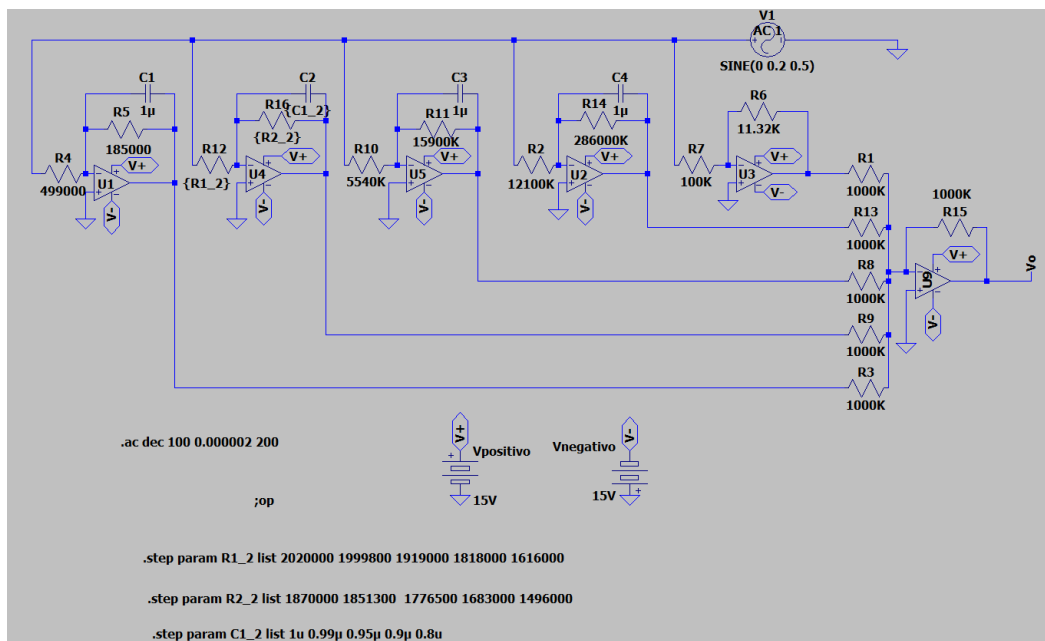 V1
AC 1
SINE(0 0.2 0.5)
C1
1µ
R5
185000
R4
499000
U1
V+
V-
C2
{C1_2}
R16
{R2_2}
R12
{R1_2}
U4
V+
V-
C3
1µ
R11
15900K
R10
5540K
U5
V+
V-
C4
1µ
R14
286000K
R2
12100K
U2
V+
V-
R6
11.32K
R7
100K
U3
V+
V-
R1
1000K
R13
1000K
R8
1000K
R9
1000K
R3
1000K
1000K
R15
U9
V+
V-
Vo
V+
Vpositivo
15V
V-
Vnegativo
15V
.ac dec 100 0.000002 200
;op
.step param R1_2 list 2020000 1999800 1919000 1818000 1616000
.step param R2_2 list 1870000 1851300 1776500 1683000 1496000
.step param C1_2 list 1u 0.99µ 0.95µ 0.9µ 0.8u